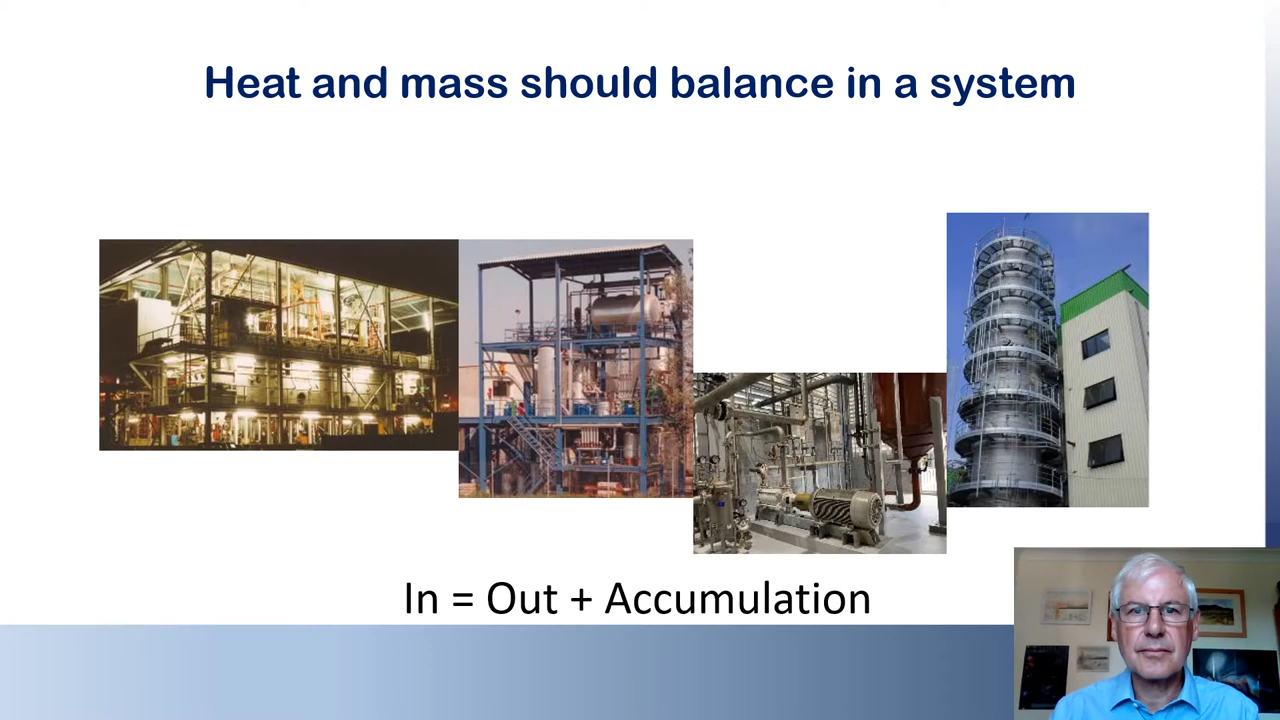 Heat and mass should balance in a system
In = Out + Accumulation